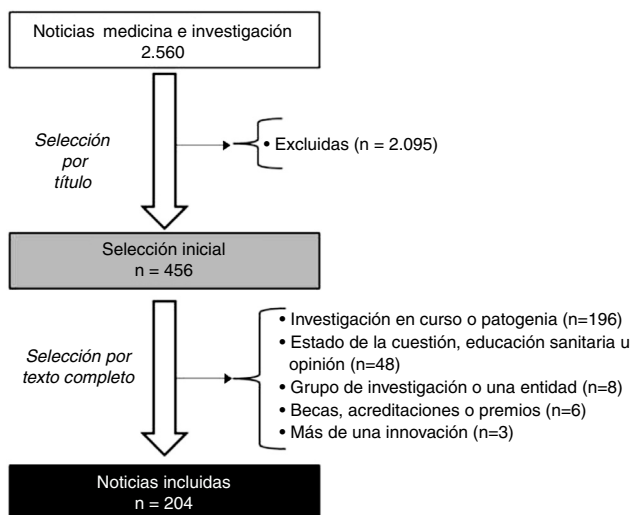 Noticias medicina e investigación
2.560
Selección
por
título
• Excluidas (n = 2.095)
Selección inicial
n = 456
Selección por
texto completo
• Investigación en curso o patogenia (n=196)
• Estado de la cuestión, educación sanitaria u
opinión (n=48)
• Grupo de investigación o una entidad (n=8)
• Becas, acreditaciones o premios (n=6)
• Más de una innovación (n=3)
Noticias incluidas
n = 204